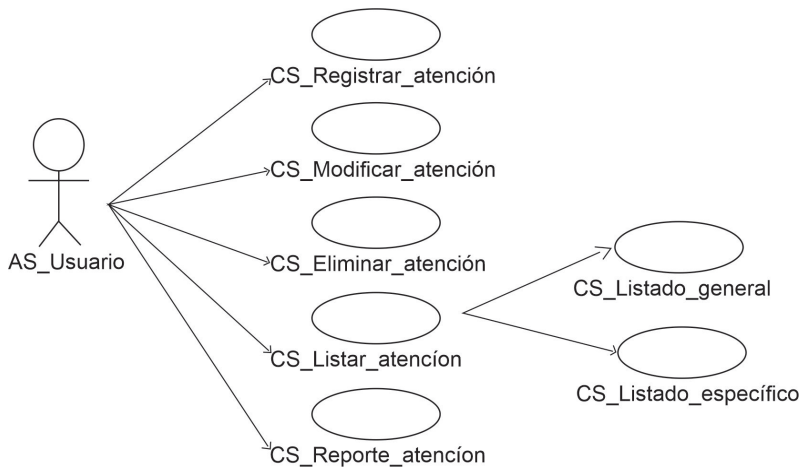 CS_Registrar_atención
CS_Modificar_atención
AS_Usuario
CS_Eliminar_atención
CS_Listado_general
CS_Listar_atencíon
CS_Listado_específico
CS_Reporte_atencíon